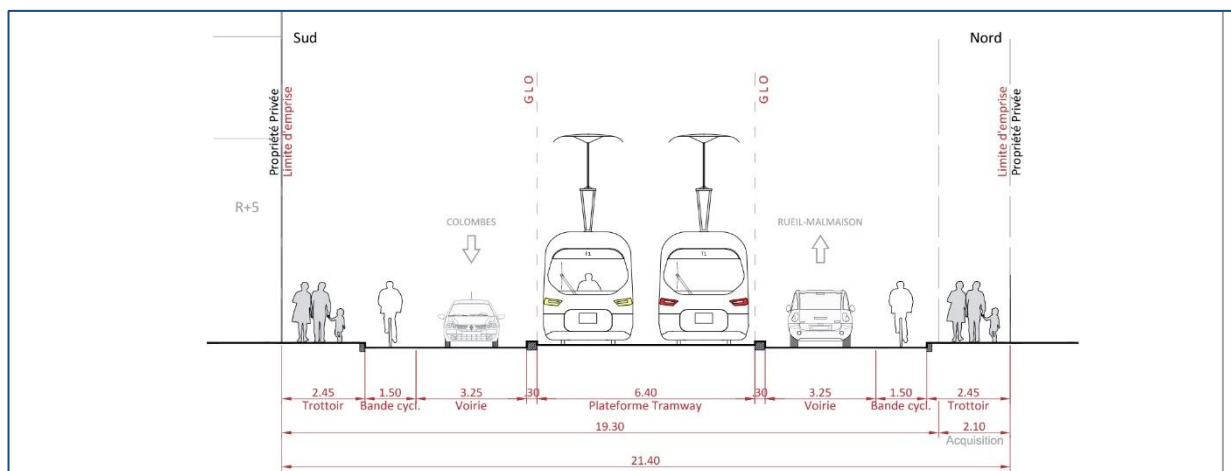 Sud
Nord
GLO
GLO
Propriété Privée
Limite d'emprise
Limite d'emprise
Propriété Privée
R+5
COLOMBES
RUEIL-MALMAISON
T1
T1
2.45 1.50 3.25 .30 6.40 .30 3.25 1.50 2.45
Trottoir Bande cycl. Voirie Plateforme Tramway Voirie Bande cycl. Trottoir
19.30 2.10
Acquisition
21.40